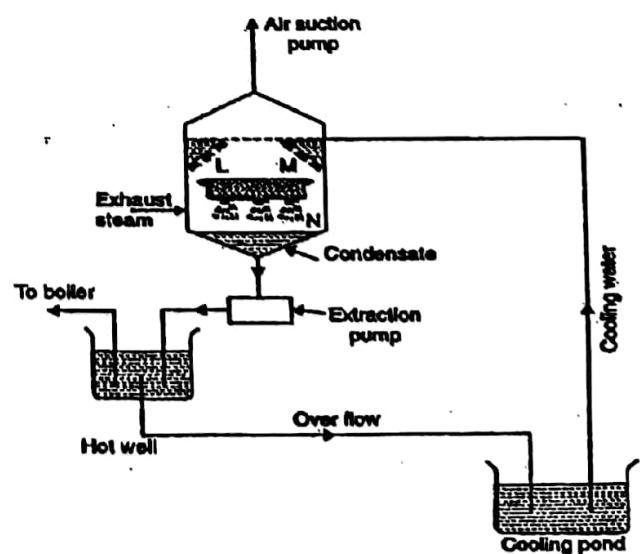 Air suction
pump
L
M
Exhaust
steam
N
Condensate
To boiler
Extraction
pump
Cooling water
Over flow
Hot well
Cooling pond